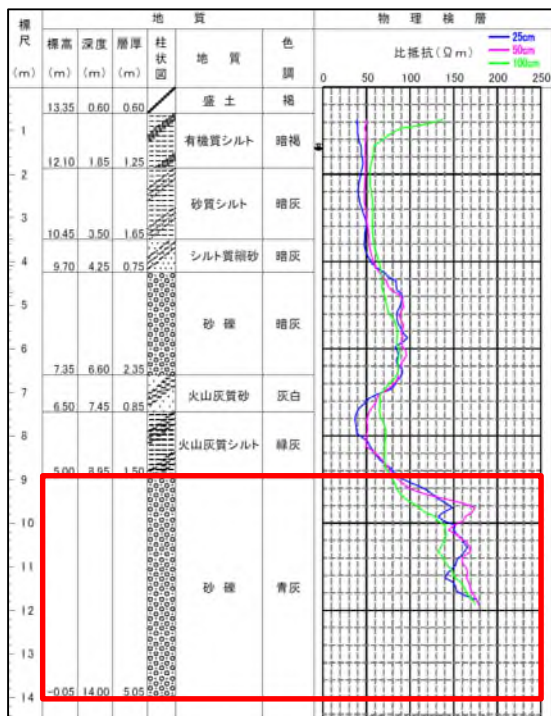 地 質
物 理 検 層
標尺 (m)
標高 (m)
深度 (m)
層厚 (m)
柱状図
地 質
色調
比抵抗(Ωm)
25cm
50cm
100cm
0 50 100 150 200 250
13.35 0.60 0.60 盛 土 褐
1
有機質シルト 暗褐
12.10 1.85 1.25
2
砂質シルト 暗灰
3
10.45 3.50 1.65
シルト質細砂 暗灰
4
9.70 4.25 0.75
5
砂 礫 暗灰
6
7.35 6.60 2.35
7
火山灰質砂 灰白
6.50 7.45 0.85
8
火山灰質シルト 緑灰
5.00 8.95 1.50
9
10
11
砂 礫 青灰
12
13
14
-0.05 14.00 5.05